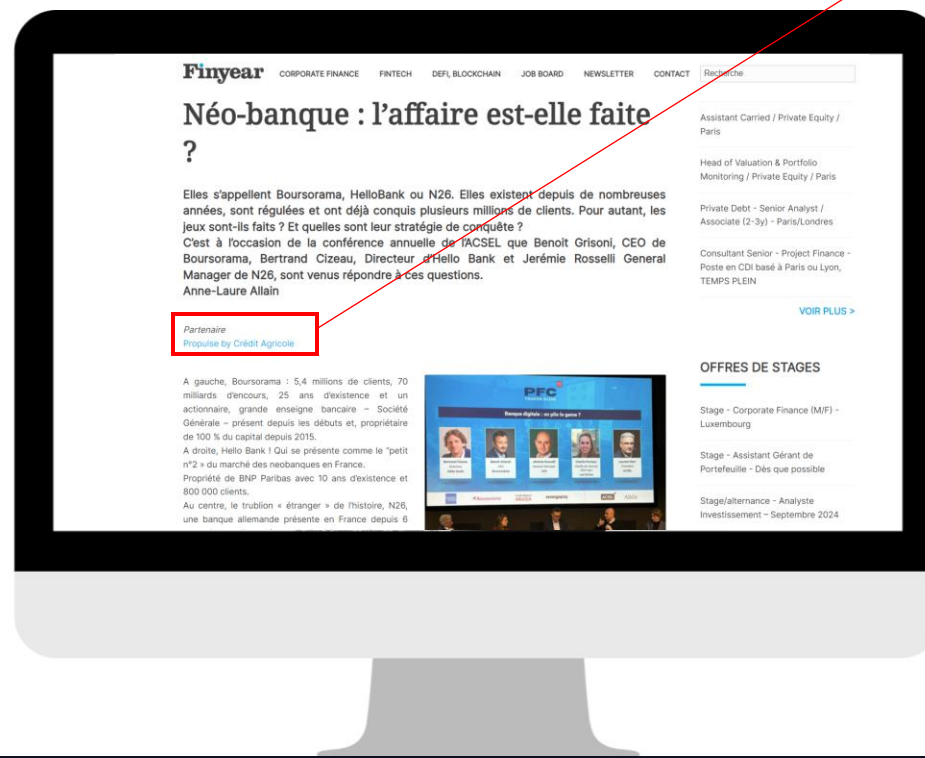 Finyear
CORPORATE FINANCE FINTECH DEFI, BLOCKCHAIN JOB BOARD NEWSLETTER CONTACT
Recherche
Néo-banque : l'affaire est-elle faite
?
Elles s'appellent Boursorama, HelloBank ou N26. Elles existent depuis de nombreuses
années, sont régulées et ont déjà conquis plusieurs millions de clients. Pour autant, les
jeux sont-ils faits ? Et quelles sont leur stratégie de conquête ?
C'est à l'occasion de la conférence annuelle de l'ACSEL que Benoit Grisoni, CEO de
Boursorama, Bertrand Cizeau, Directeur d'Hello Bank et Jerémie Rosselli General
Manager de N26, sont venus répondre à ces questions.
Anne-Laure Allain
Partenaire
Propulse by Crédit Agricole
A gauche, Boursorama : 5,4 millions de clients, 70
milliards d'encours, 25 ans d'existence et un
actionnaire, grande enseigne bancaire – Société
Générale – présent depuis les débuts et, propriétaire
de 100 % du capital depuis 2015.
A droite, Hello Bank ! Qui se présente comme le "petit
n°2 » du marché des neobanques en France.
Propriété de BNP Paribas avec 10 ans d'existence et
800 000 clients.
Au centre, le trublion « étranger » de l'histoire, N26,
une banque allemande présente en France depuis 6
PFC
Banque digitale : on plie le game ?
Assistant Carried / Private Equity /
Paris
Head of Valuation & Portfolio
Monitoring / Private Equity / Paris
Private Debt - Senior Analyst /
Associate (2-3y) - Paris/Londres
Consultant Senior - Project Finance -
Poste en CDI basé à Paris ou Lyon,
TEMPS PLEIN
VOIR PLUS >
OFFRES DE STAGES
Stage - Corporate Finance (M/F) -
Luxembourg
Stage - Assistant Gérant de
Portefeuille - Dès que possible
Stage/alternance - Analyste
Investissement – Septembre 2024